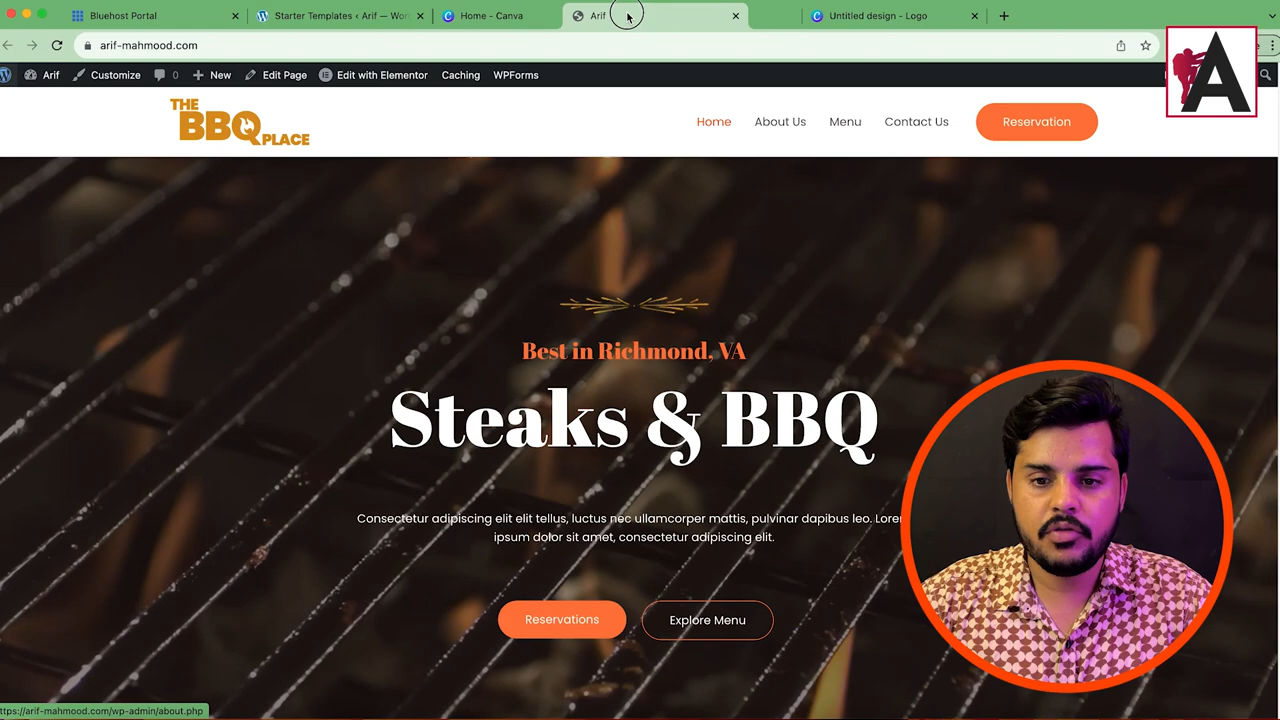 Bluehost Portal
Starter Templates ‹ Arif — Wor
Home - Canva
Arif
Untitled design - Logo
arif-mahmood.com
Arif
Customize
0
New
Edit Page
Edit with Elementor
Caching
WPForms
A
THE
BBQ
PLACE
Home
About Us
Menu
Contact Us
Reservation
Best in Richmond, VA
Steaks & BBQ
Consectetur adipiscing elit elit tellus, luctus nec ullamcorper mattis, pulvinar dapibus leo. Lorem
ipsum dolor sit amet, consectetur adipiscing elit.
Reservations
Explore Menu
ttps://arif-mahmood.com/wp-admin/about.php